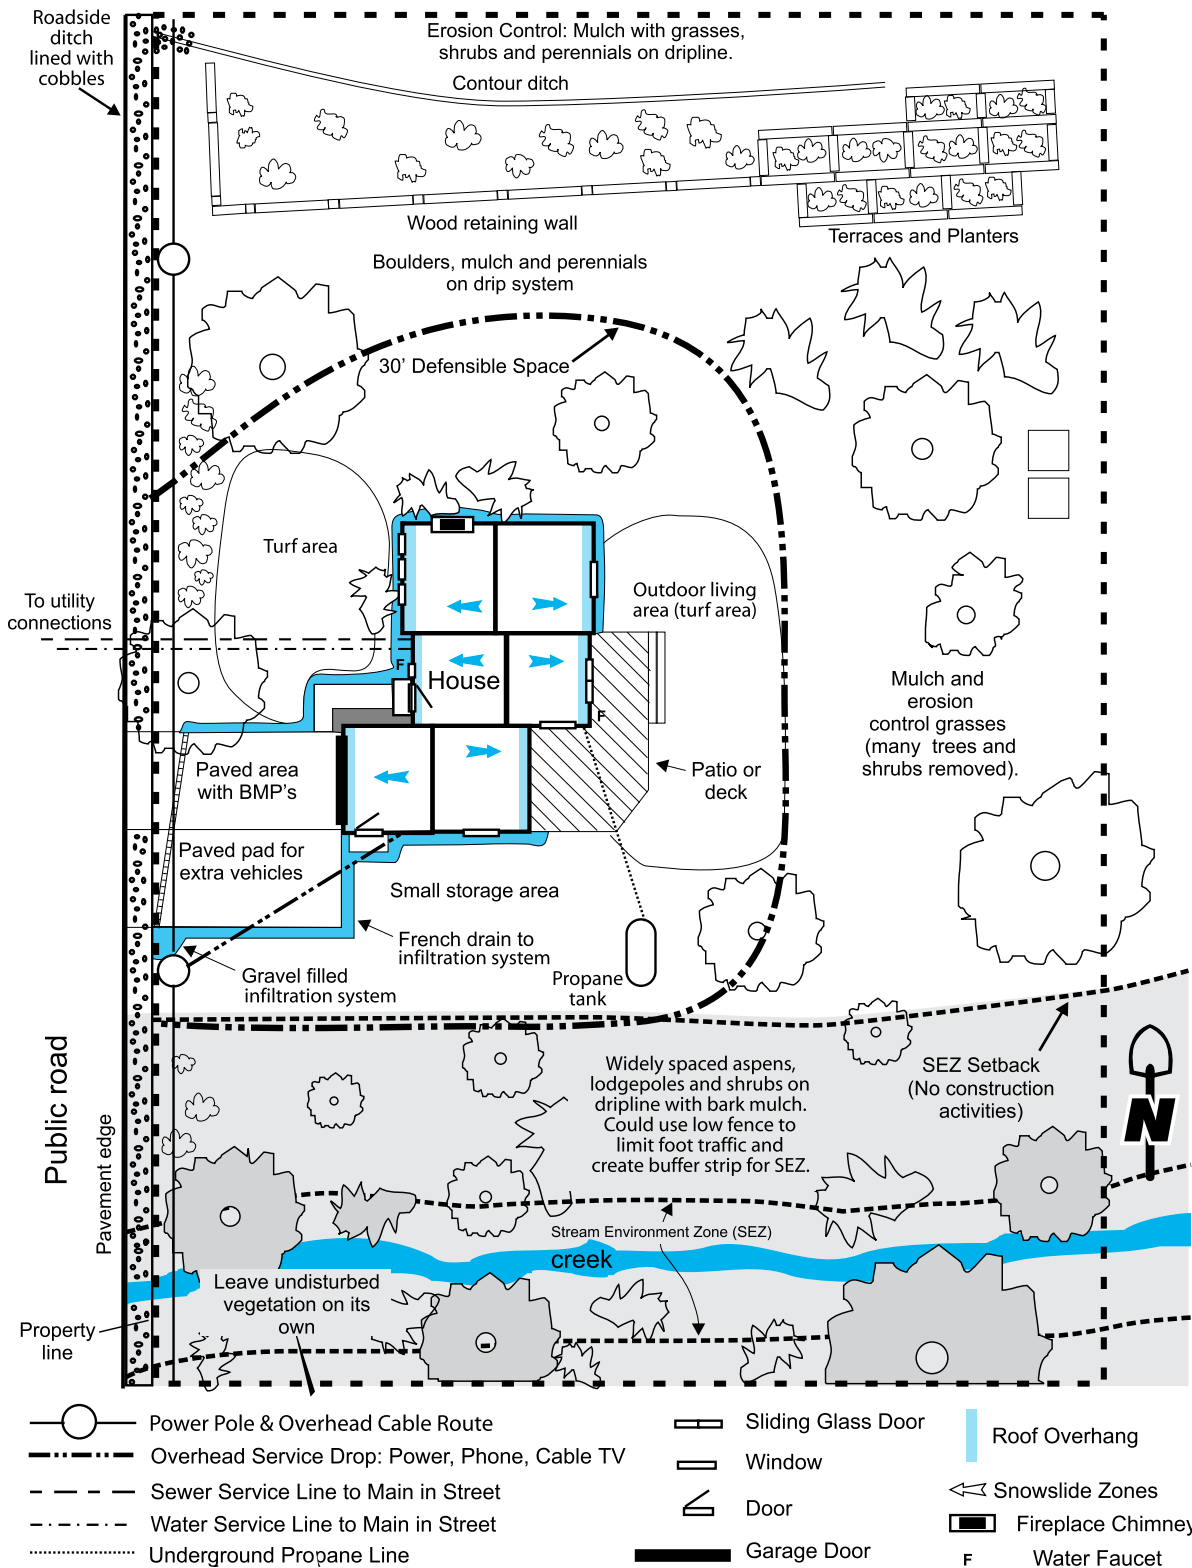 Roadside
ditch
lined with
cobbles
Erosion Control: Mulch with grasses,
shrubs and perennials on dripline.
Contour ditch
Wood retaining wall
Terraces and Planters
Boulders, mulch and perennials
on drip system
30' Defensible Space
Turf area
To utility
connections
Outdoor living
area (turf area)
F
House
F
Mulch and
erosion
control grasses
(many trees and
shrubs removed).
Paved area
with BMP's
Patio or
deck
Paved pad for
extra vehicles
Small storage area
French drain to
infiltration system
Gravel filled
infiltration system
Propane
tank
Public road
Pavement edge
Widely spaced aspens,
lodgepoles and shrubs on
dripline with bark mulch.
Could use low fence to
limit foot traffic and
create buffer strip for SEZ.
SEZ Setback
(No construction
activities)
N
Stream Environment Zone (SEZ)
creek
Leave undisturbed
vegetation on its
own
Property
line
Power Pole & Overhead Cable Route
Overhead Service Drop: Power, Phone, Cable TV
Sewer Service Line to Main in Street
Water Service Line to Main in Street
Underground Propane Line
Sliding Glass Door
Window
Door
Garage Door
Roof Overhang
Snowslide Zones
Fireplace Chimney
F Water Faucet